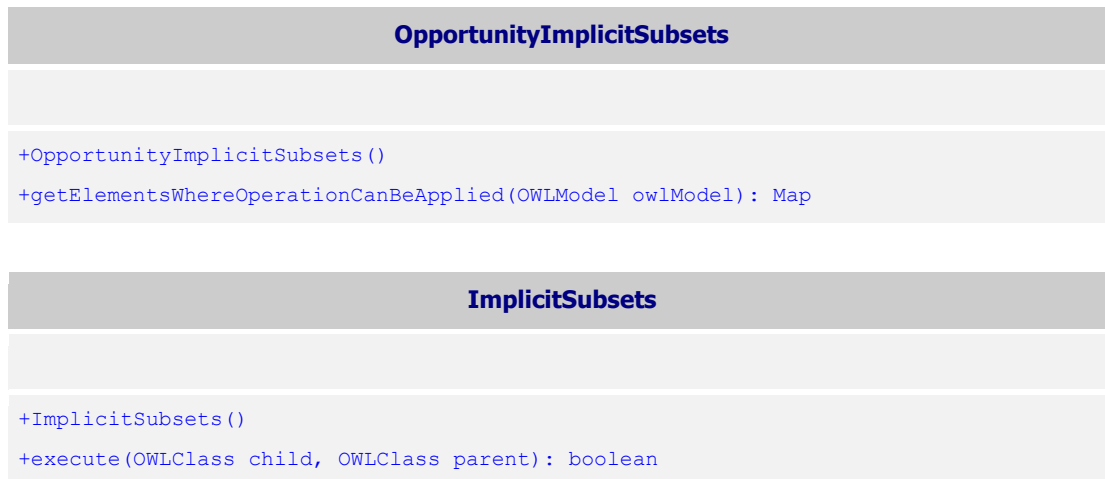 OpportunityImplicitSubsets
+OpportunityImplicitSubsets()
+getElementsWhereOperationCanBeApplied(OWLModel owlModel): Map
ImplicitSubsets
+ImplicitSubsets()
+execute(OWLClass child, OWLClass parent): boolean